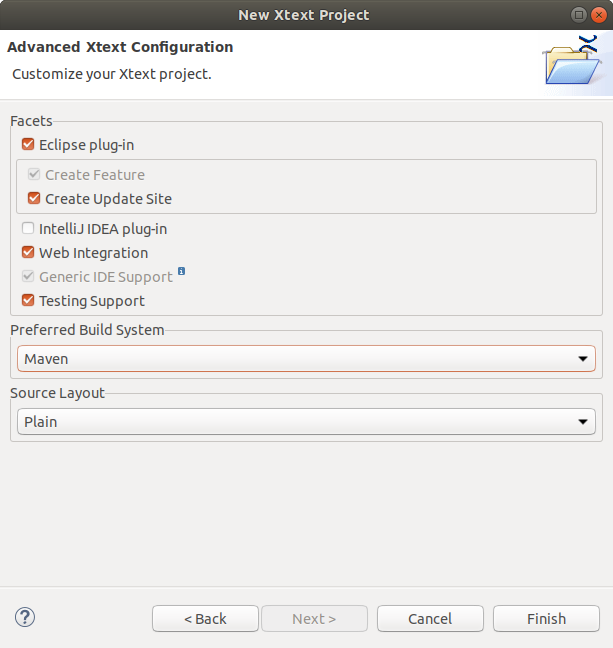 New Xtext Project
Advanced Xtext Configuration
Customize your Xtext project.
Facets
Eclipse plug-in
Create Feature
Create Update Site
IntelliJ IDEA plug-in
Web Integration
Generic IDE Support
Testing Support
Preferred Build System
Maven
Source Layout
Plain
< Back
Next >
Cancel
Finish